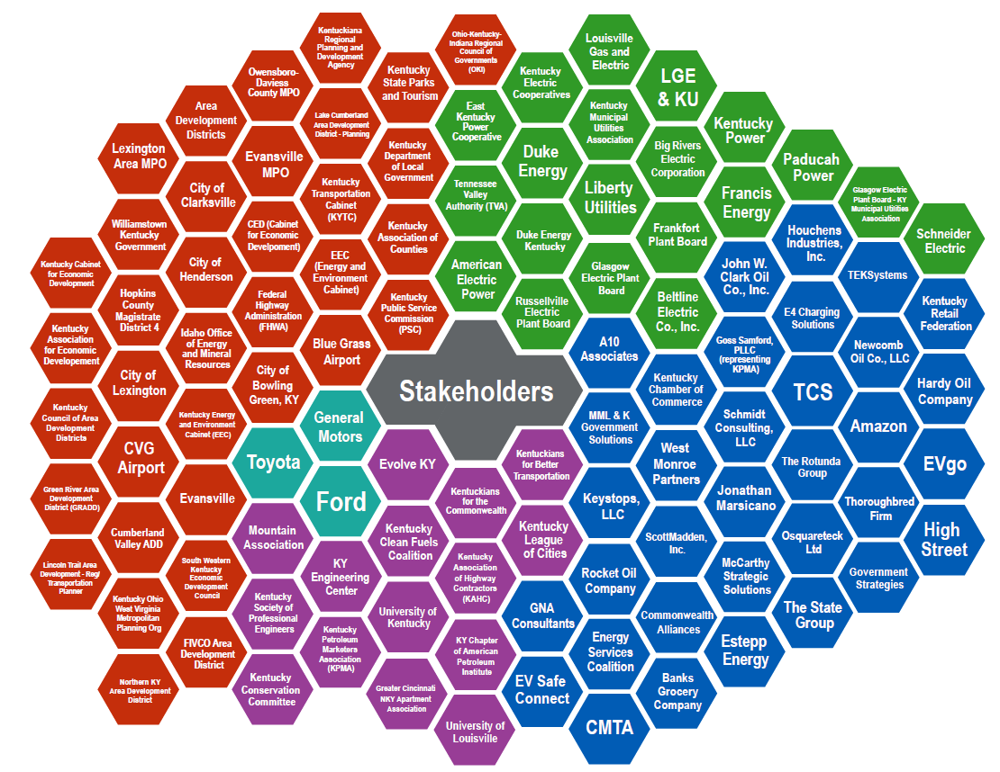 Kentuckiana
Regional
Planning and
Development
Agency
Ohio-Kentucky-
Indiana Regional
Council of
Governments
(OKI)
Louisville
Gas and
Electric
Owensboro-
Daviess
County MPO
Kentucky
State Parks
and Tourism
Kentucky
Electric
Cooperatives
LGE
& KU
Area
Development
Districts
Lake Cumberland
Area Development
District - Planning
East
Kentucky
Power
Cooperative
Kentucky
Municipal
Utilities
Association
Kentucky
Power
Lexington
Area MPO
Evansville
MPO
Kentucky
Department
of Local
Government
Duke
Energy
Big Rivers
Electric
Corporation
Paducah
Power
City of
Clarksville
Kentucky
Transportation
Cabinet
(KYTC)
Tennessee
Valley
Authority (TVA)
Liberty
Utilities
Francis
Energy
Glasgow Electric
Plant Board - KY
Municipal Utilities
Association
Williamstown
Kentucky
Government
CED (Cabinet
for Economic
Develpoment)
Kentucky
Association of
Counties
Duke Energy
Kentucky
Frankfort
Plant Board
Houchens
Industries,
Inc.
Schneider
Electric
Kentucky Cabinet
for Economic
Development
City of
Henderson
EEC
(Energy and
Environment
Cabinet)
American
Electric
Power
Glasgow
Electric Plant
Board
John W.
Clark Oil
Co., Inc.
TEKSystems
Hopkins
County
Magistrate
District 4
Federal
Highway
Administration
(FHWA)
Kentucky
Public Service
Commission
(PSC)
Russellville
Electric
Plant Board
Beltline
Electric
Co., Inc.
E4 Charging
Solutions
Kentucky
Retail
Federation
Kentucky
Association
for Economic
Developement
Idaho Office
of Energy
and Mineral
Resources
Blue Grass
Airport
A10
Associates
Goss Samford,
PLLC
(representing
KPMA)
Newcomb
Oil Co., LLC
City of
Lexington
City of
Bowling
Green, KY
Stakeholders
Kentucky
Chamber of
Commerce
TCS
Hardy Oil
Company
Kentucky
Council of Area
Development
Districts
Kentucky Energy
and Environment
Cabinet (EEC)
General
Motors
MML & K
Government
Solutions
Schmidt
Consulting,
LLC
Amazon
CVG
Airport
Toyota
Evolve KY
Kentuckians
for Better
Transportation
West
Monroe
Partners
The Rotunda
Group
EVgo
Green River Area
Development
District (GRADD)
Evansville
Ford
Kentuckians
for the
Commonwealth
Keystops,
LLC
Jonathan
Marsicano
Thoroughbred
Firm
Cumberland
Valley ADD
Mountain
Association
Kentucky
Clean Fuels
Coalition
Kentucky
League
of Cities
ScottMadden,
Inc.
Osquareteck
Ltd
High
Street
Lincoln Trail Area
Development - Reg/
Transportation
Planner
South Western
Kentucky
Economic
Development
Council
KY
Engineering
Center
Kentucky
Association
of Highway
Contractors
(KAHC)
Rocket Oil
Company
McCarthy
Strategic
Solutions
Government
Strategies
Kentucky Ohio
West Virginia
Metropolitan
Planning Org
Kentucky
Society of
Professional
Engineers
University of
Kentucky
GNA
Consultants
Commonwealth
Alliances
The State
Group
FIVCO Area
Development
District
Kentucky
Petroleum
Marketers
Association
(KPMA)
KY Chapter
of American
Petroleum
Institute
Energy
Services
Coalition
Estepp
Energy
Northern KY
Area Development
District
Kentucky
Conservation
Committee
Greater Cincinnati
NKY Apartment
Association
EV Safe
Connect
Banks
Grocery
Company
University of
Louisville
CMTA